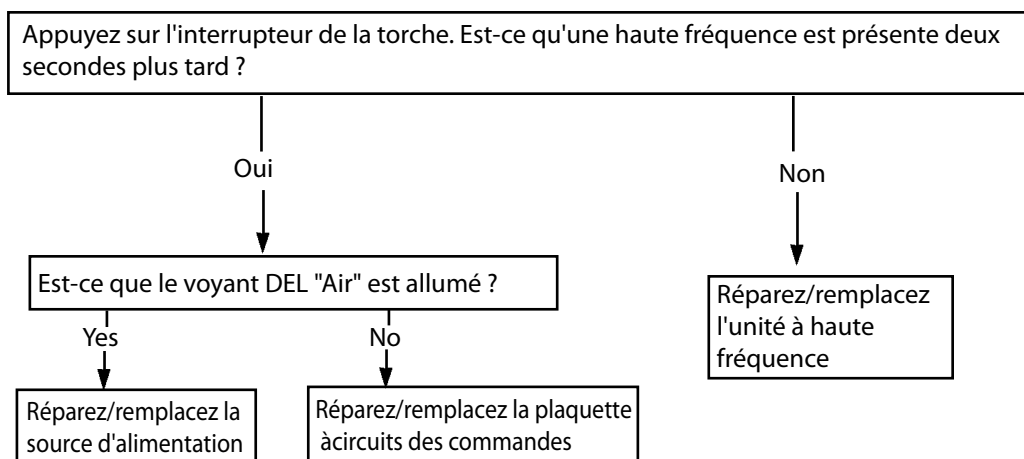 Appuyez sur l'interrupteur de la torche. Est-ce qu'une haute fréquence est présente deux
secondes plus tard ?
Oui
Non
Est-ce que le voyant DEL "Air" est allumé ?
Réparez/remplacez
l'unité à haute
fréquence
Yes
No
Réparez/remplacez la
source d'alimentation
Réparez/remplacez la plaquette
àcircuits des commandes